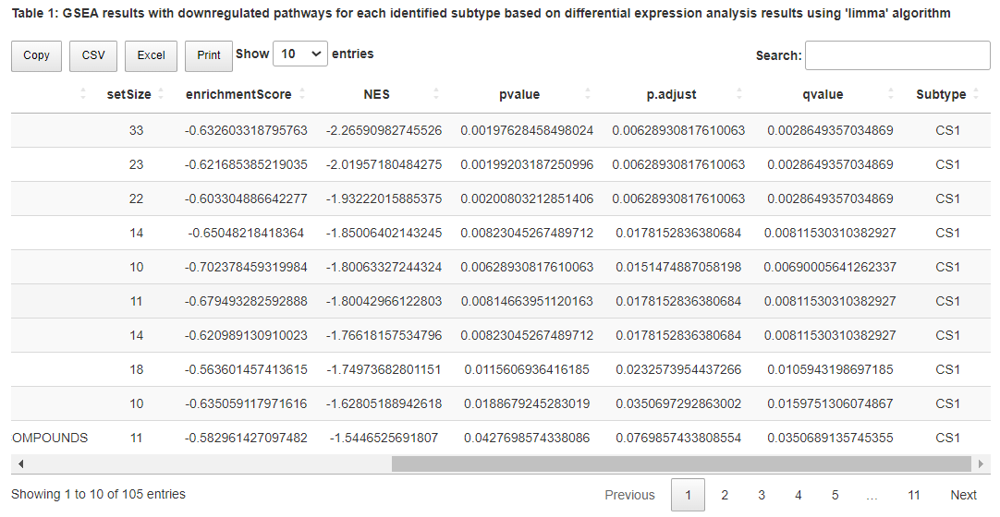 Table 1: GSEA results with downregulated pathways for each identified subtype based on differential expression analysis results using 'limma' algorithm
Copy CSV Excel Print Show 10 entries Search:
setSize enrichmentScore NES pvalue p.adjust qvalue Subtype
33 -0.632603318795763 -2.26590982745526 0.00197628458498024 0.00628930817610063 0.0028649357034869 CS1
23 -0.621685385219035 -2.01957180484275 0.00199203187250996 0.00628930817610063 0.0028649357034869 CS1
22 -0.603304886642277 -1.93222015885375 0.00200803212851406 0.00628930817610063 0.0028649357034869 CS1
14 -0.65048218418364 -1.85006402143245 0.00823045267489712 0.0178152836380684 0.00811530310382927 CS1
10 -0.702378459319984 -1.80063327244324 0.00628930817610063 0.0151474887058198 0.00690005641262337 CS1
11 -0.679493282592888 -1.80042966122803 0.00814663951120163 0.0178152836380684 0.00811530310382927 CS1
14 -0.620989130910023 -1.76618157534796 0.00823045267489712 0.0178152836380684 0.00811530310382927 CS1
18 -0.563601457413615 -1.74973682801151 0.0115606936416185 0.0232573954437266 0.0105943198697185 CS1
10 -0.635059117971616 -1.62805188942618 0.0188679245283019 0.0350697292863002 0.0159751306074867 CS1
OMPOUNDS 11 -0.582961427097482 -1.5446525691807 0.0427698574338086 0.0769857433808554 0.0350689135745355 CS1
Showing 1 to 10 of 105 entries Previous 1 2 3 4 5 … 11 Next